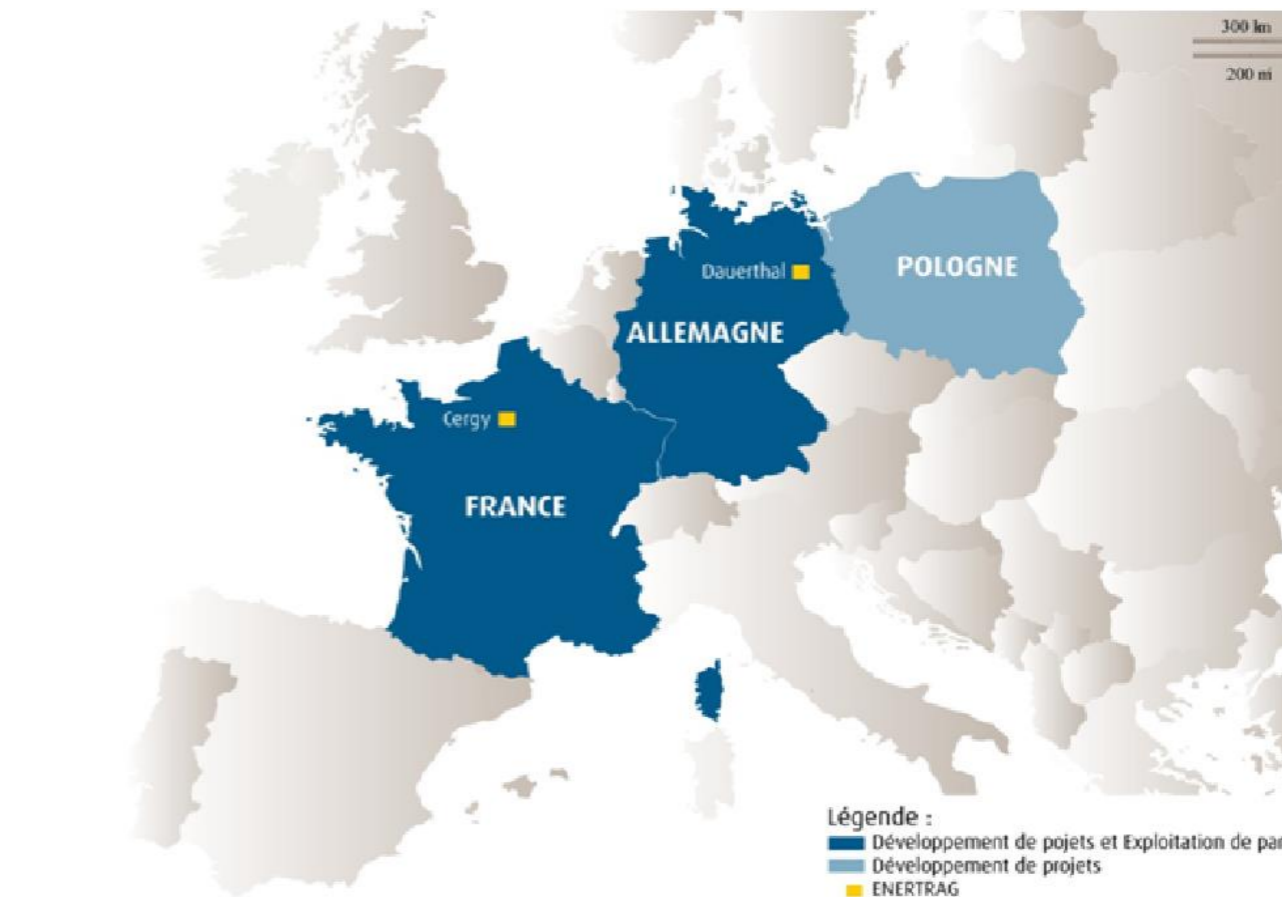 300 km
200 mi
POLOGNE
Dauerthal
ALLEMAGNE
Cergy
FRANCE
Légende :
Développement de pojets et Exploitation de par
Développement de projets
ENERTRAG